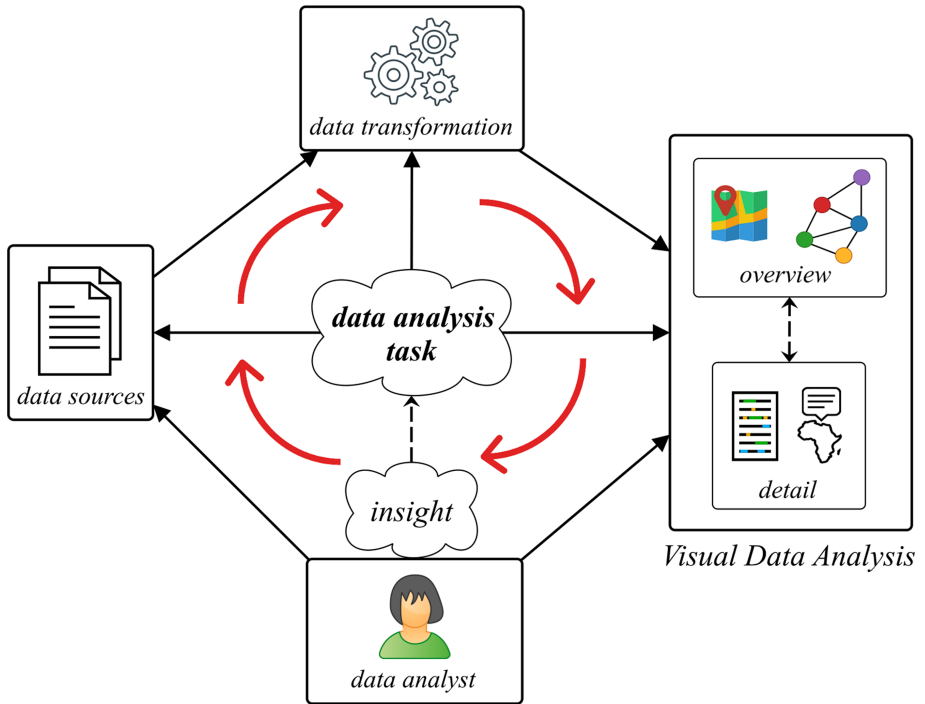 data transformation
overview
data analysis
task
data sources
detail
insight
Visual Data Analysis
data analyst